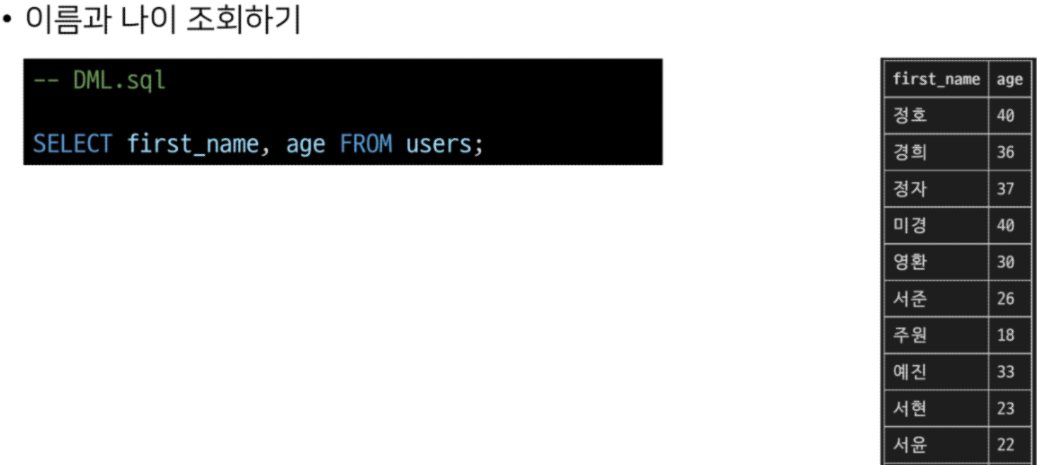 • 이름과 나이 조회하기
-- DML.sql
SELECT first_name, age FROM users;
first_name age
정호 40
경희 36
정자 37
미경 40
영환 30
서준 26
주원 18
예진 33
서현 23
서윤 22